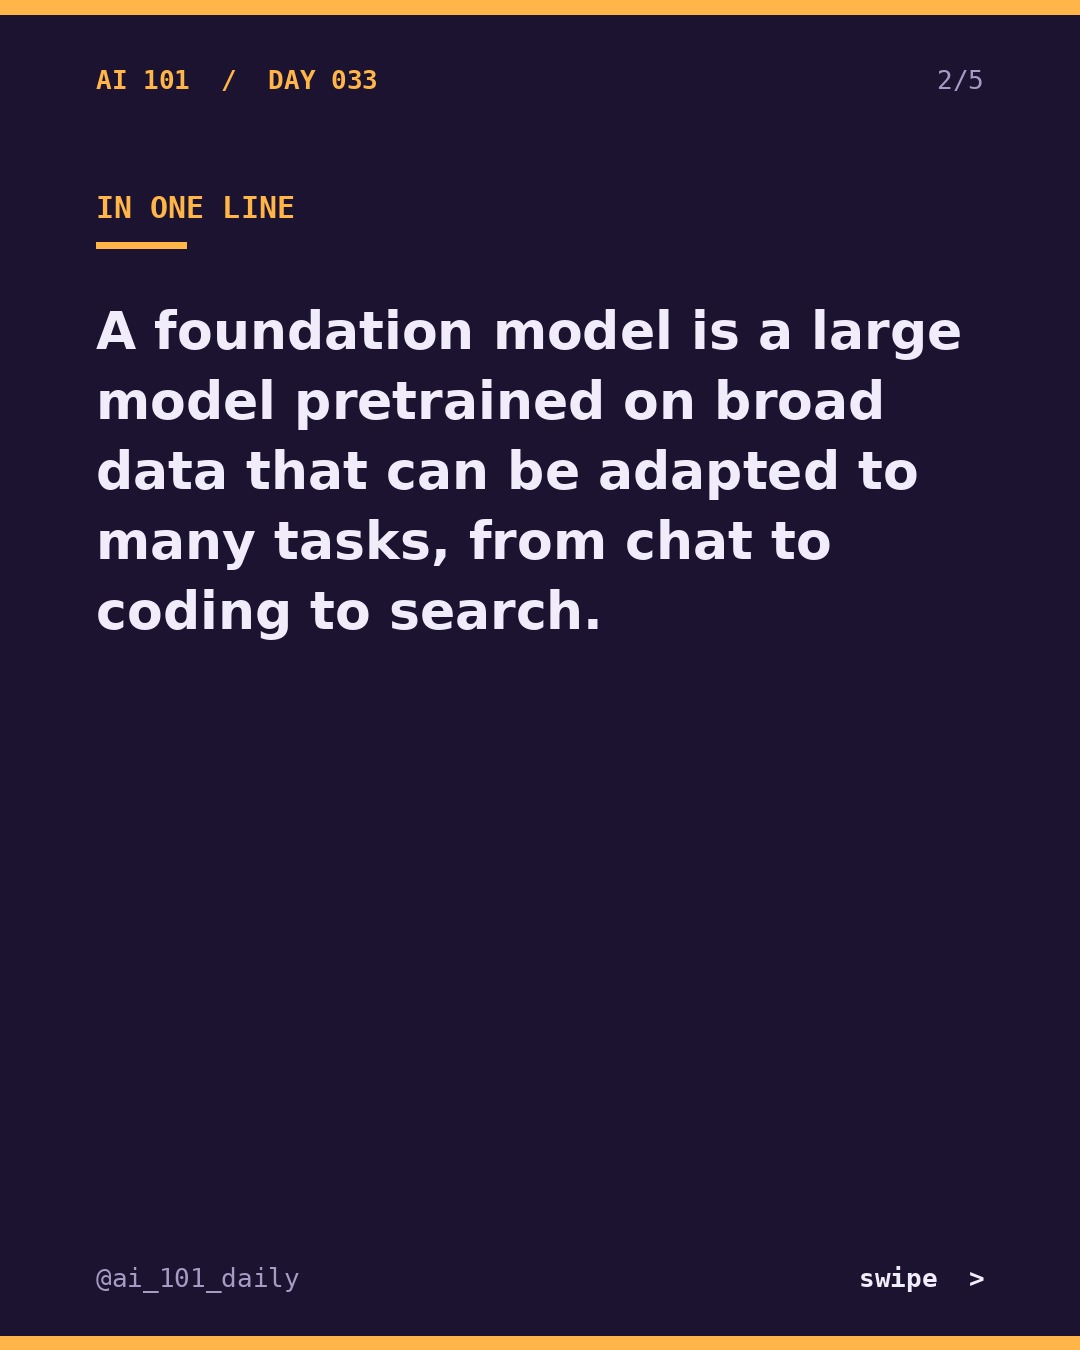 AI 101 / DAY 033
2/5
IN ONE LINE
A foundation model is a large
model pretrained on broad
data that can be adapted to
many tasks, from chat to
coding to search.
@ai_101_daily
swipe >